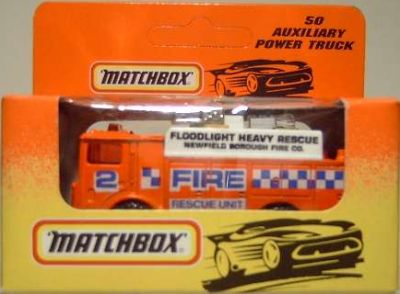 50
AUXILIARY
POWER TRUCK
MATCHBOX
FLOODLIGHT HEAVY RESCUE
NEWFIELD BOROUGH FIRE CO.
2 FIRE
RESCUE UNIT
MATCHBOX